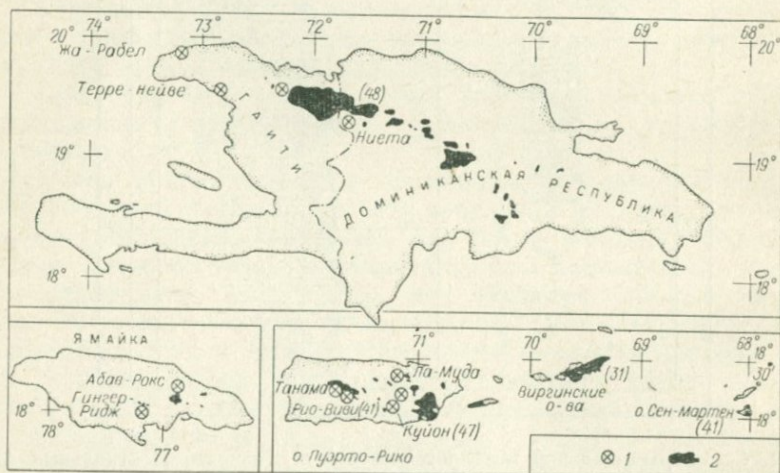 74° 73° 72° 71° 70° 69° 68°
20° 20°
Жа-Рабел
Терре-Нейве
(48)
ГАИТИ
Ниета
19° 19°
ДОМИНИКАНСКАЯ РЕСПУБЛИКА
18° 18°
ЯМАЙКА
Абав-Рокс
Гингер-
Ридж
18°
78° 77°
71° 70° 69° 68°
18°
30'
Ла-Муда
Танама
Рио-Виви(41)
Куйон(47)
о. Пуэрто-Рико
(31)
Виргинские
о-ва
о.Сен-Мартен
(41)
18°
1 2